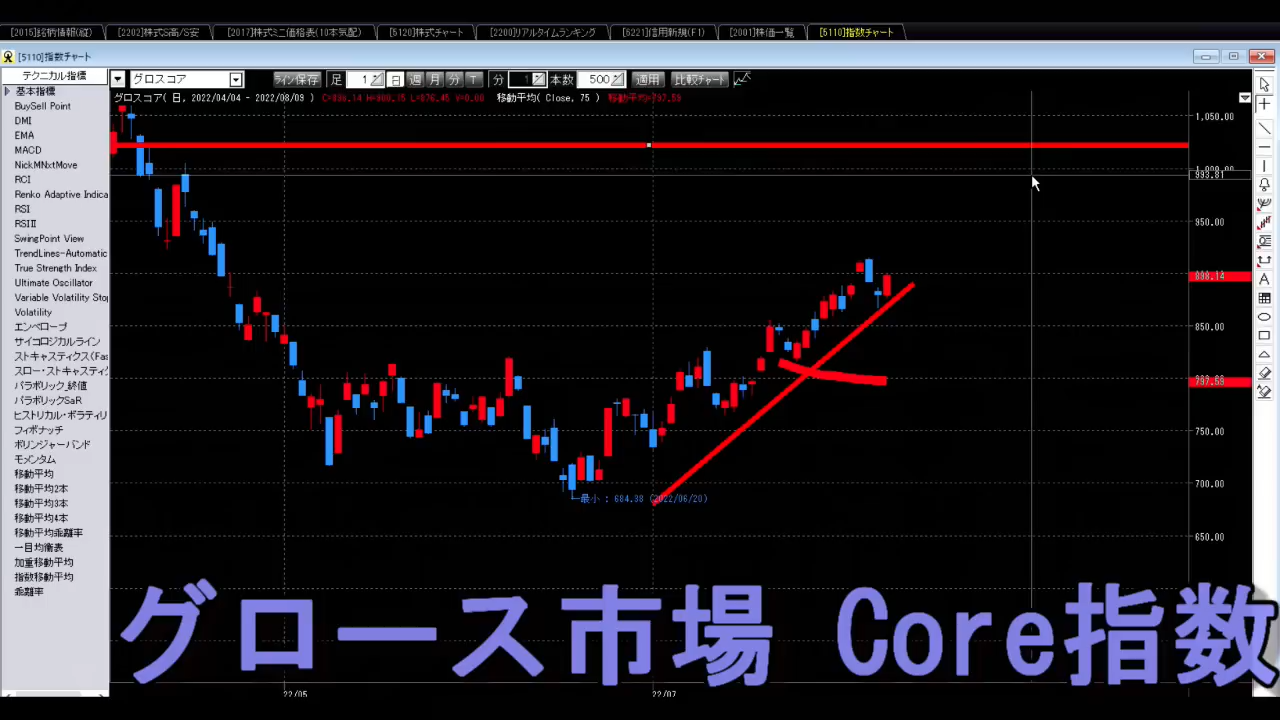 [2015]銘柄情報(縦) [2202]株式S高/S安 [2017]株式ミニ価格表(10本気配) [5120]株式チャート [2200]リアルタイムランキング [6221]信用新規(F1) [2001]株価一覧 [5110]指数チャート
[5110]指数チャート
テクニカル指標 グロスコア ライン保存 足 1 日 週 月 分 T 分 1 本数 500 適用 比較チャート
グロスコア( 日, 2022/04/04 - 2022/08/09 ) 移動平均( Close, 75 )
基本指標
BuySell Point
DMI
EMA
MACD
NickMNxtMove
RCI
Renko Adaptive Indica
RSI
RSIII
SwingPoint View
TrendLines-Automatic
True Strength Index
Ultimate Oscillator
Variable Volatility Stop
Volatility
エンベロープ
サイコロジカルライン
ストキャスティクス(Fas
スロー・ストキャスティクス
パラボリック_終値
パラボリックSaR
ヒストリカル・ボラティリ
フィボナッチ
ボリンジャーバンド
モメンタム
移動平均
移動平均2本
移動平均3本
移動平均4本
移動平均乖離率
一目均衡表
加重移動平均
指数移動平均
乖離率
1,050.00
950.00
850.00
750.00
700.00
650.00
←最小 : 684.38 (2022/06/20)
22/05 22/07
グロース市場 Core指数